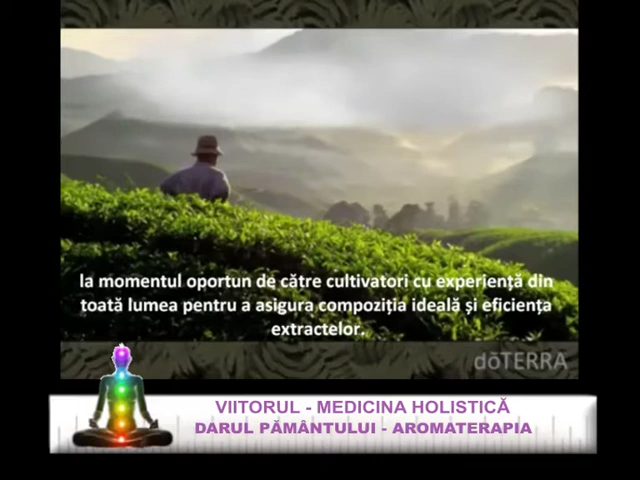 la momentul oportun de către cultivatori cu experiență din
toată lumea pentru a asigura compoziția ideală și eficiența
extractelor.
dōTERRA
VIITORUL - MEDICINA HOLISTICĂ
DARUL PĂMÂNTULUI - AROMATERAPIA